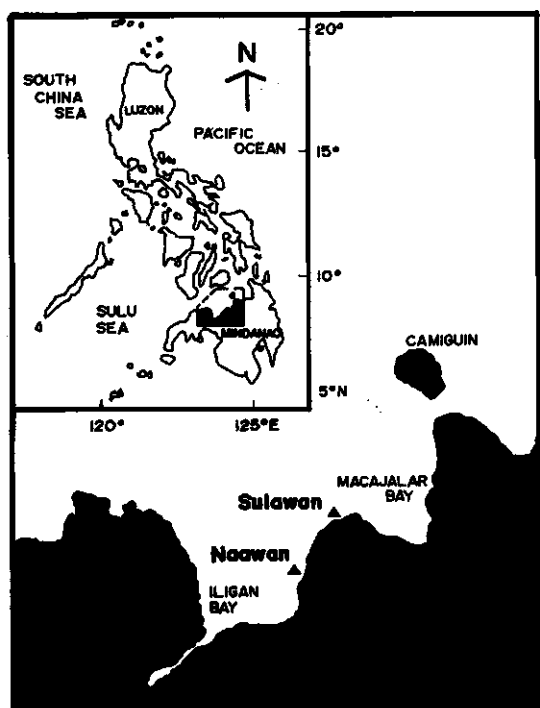 20°
N
SOUTH
CHINA
SEA
LUZON
PACIFIC
OCEAN
15°
10°
SULU
SEA
MINDANAO
CAMIGUIN
5°N
120°
125°E
MACAJALAR
BAY
Sulawan
Naawan
ILIGAN
BAY